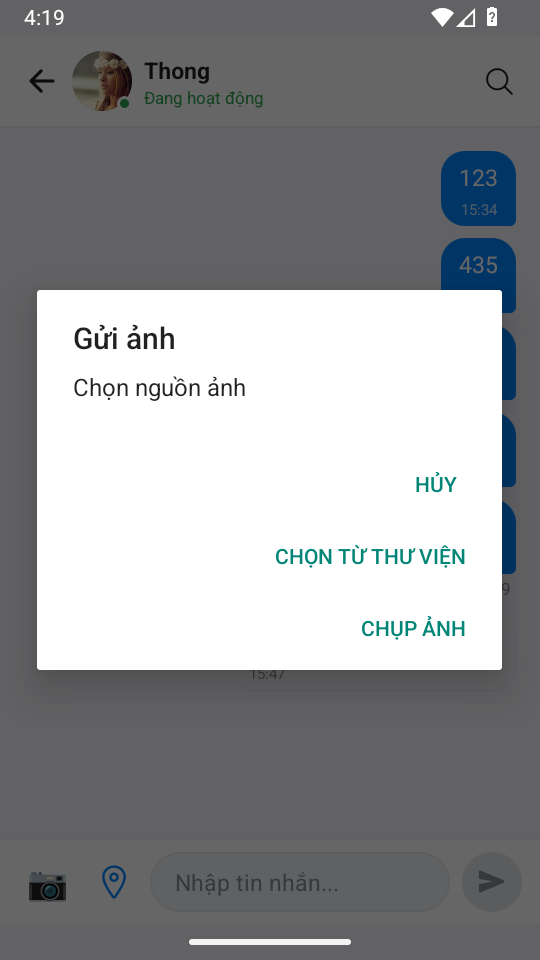 4:19
Thong
Đang hoạt động
123
15:34
435
Gửi ảnh
Chọn nguồn ảnh
HỦY
CHỌN TỪ THƯ VIỆN
9
CHỤP ẢNH
15:47
Nhập tin nhắn...